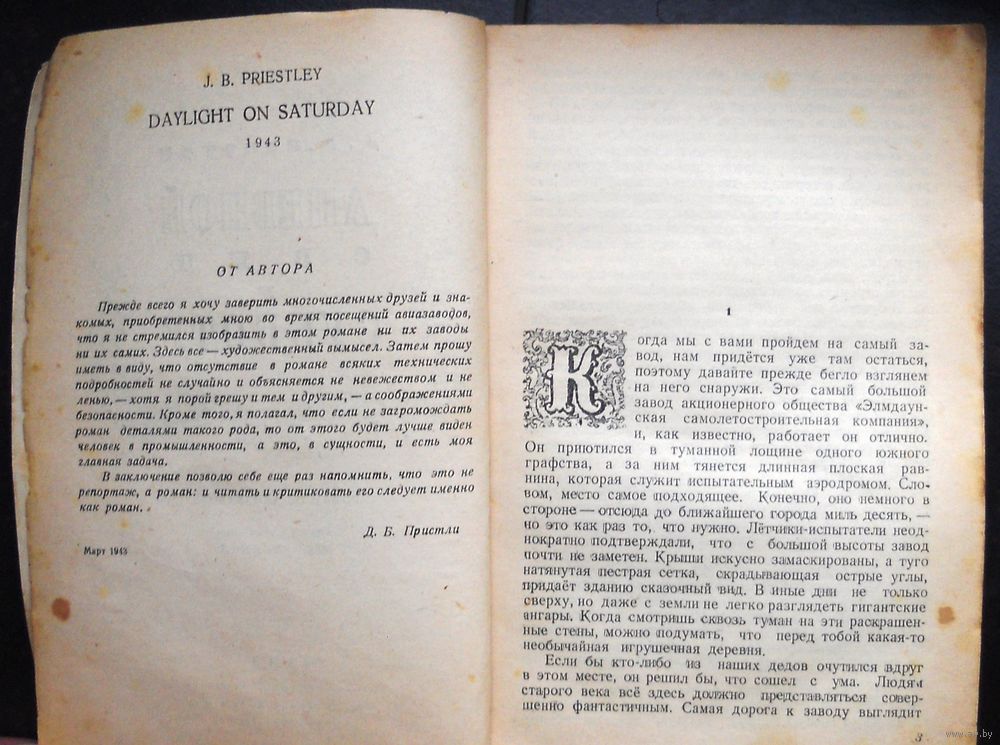 J. B. PRIESTLEY
DAYLIGHT ON SATURDAY
1943
ОТ АВТОРА
Прежде всего я хочу заверить многочисленных друзей и зна-
комых, приобретенных мною во время посещений авиазаводов,
что я не стремился изобразить в этом романе ни их заводы
ни их самих. Здесь все — художественный вымысел. Затем прошу
иметь в виду, что отсутствие в романе всяких технических
подробностей не случайно и объясняется не невежеством и не
ленью, — хотя я порой грешу и тем и другим, — а соображениями
безопасности. Кроме того, я полагал, что если не загромождать
роман деталями такого рода, то от этого будет лучше виден
человек в промышленности, а это, в сущности, и есть моя
главная задача.
В заключение позволю себе еще раз напомнить, что это не
репортаж, а роман: и читать и критиковать его следует именно
как роман.
Д. Б. Пристли
Март 1943
1
Когда мы с вами пройдем на самый за-
вод, нам придётся уже там остаться,
поэтому давайте прежде бегло взглянем
на него снаружи. Это самый большой
завод акционерного общества «Элмдаун-
ская самолетостроительная компания»,
и, как известно, работает он отлично.
Он приютился в туманной лощине одного южного
графства, а за ним тянется длинная плоская рав-
нина, которая служит испытательным аэродромом. Сло-
вом, место самое подходящее. Конечно, оно немного в
стороне — отсюда до ближайшего города миль десять, —
но это как раз то, что нужно. Лётчики-испытатели неод-
нократно подтверждали, что с большой высоты завод
почти не заметен. Крыши искусно замаскированы, а туго
натянутая пестрая сетка, скрадывающая острые углы,
придаёт зданию сказочный вид. В иные дни не только
сверху, но даже с земли не легко разглядеть гигантские
ангары. Когда смотришь сквозь туман на эти раскрашен-
ные стены, можно подумать, что перед тобой какая-то
необычайная игрушечная деревня.
Если бы кто-либо из наших дедов очутился вдруг
в этом месте, он решил бы, что сошел с ума. Людям
старого века всё здесь должно представляться совер-
шенно фантастичным. Самая дорога к заводу выглядит
3